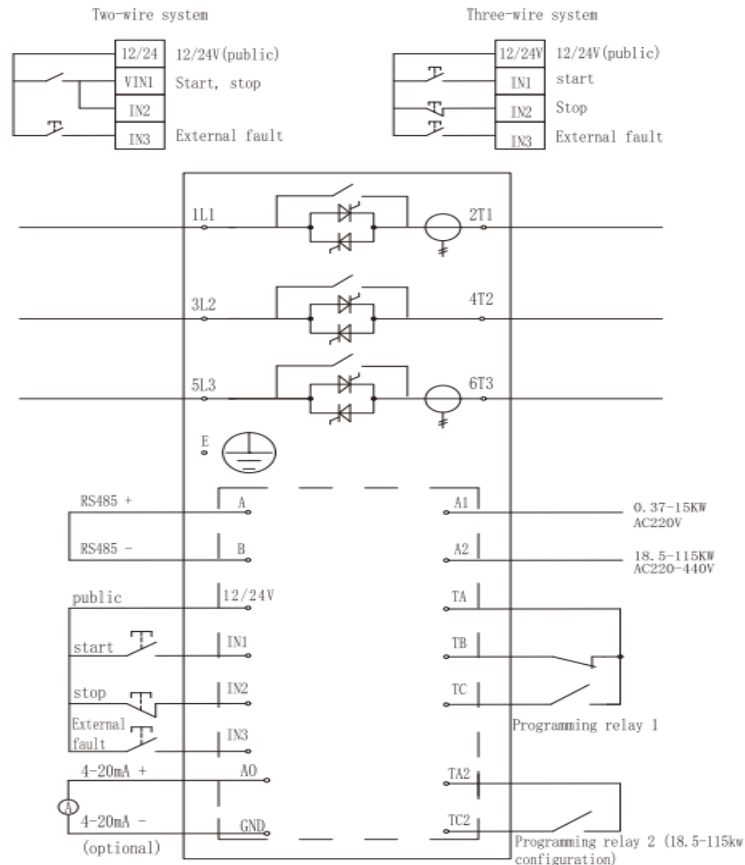 Two-wire system
Three-wire system
12/24 12/24V(public)
VIN1 Start, stop
IN2
IN3 External fault
12/24V 12/24V(public)
IN1 start
IN2 Stop
IN3 External fault
1L1 2T1
3L2 4T2
5L3 6T3
E
RS485 + A A1 0.37-15KW
AC220V
RS485 - B A2 18.5-115KW
AC220-440V
public 12/24V TA
start IN1 TB
stop IN2 TC
External
fault IN3
Programming relay 1
4-20mA + AO TA2
A
4-20mA - GND TC2
(optional)
Programming relay 2 (18.5-115kw
configuration)